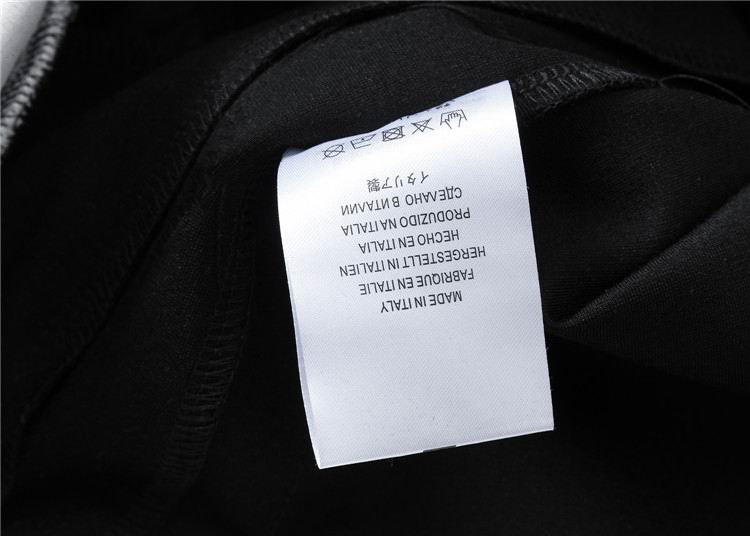 MADE IN ITALY
FABRIQUE EN ITALIE
HERGESTELLT IN ITALIEN
HECHO EN ITALIA
PRODUZIDO NA ITALIA
СДЕЛАНО В ИТАЛИИ
イタリア製